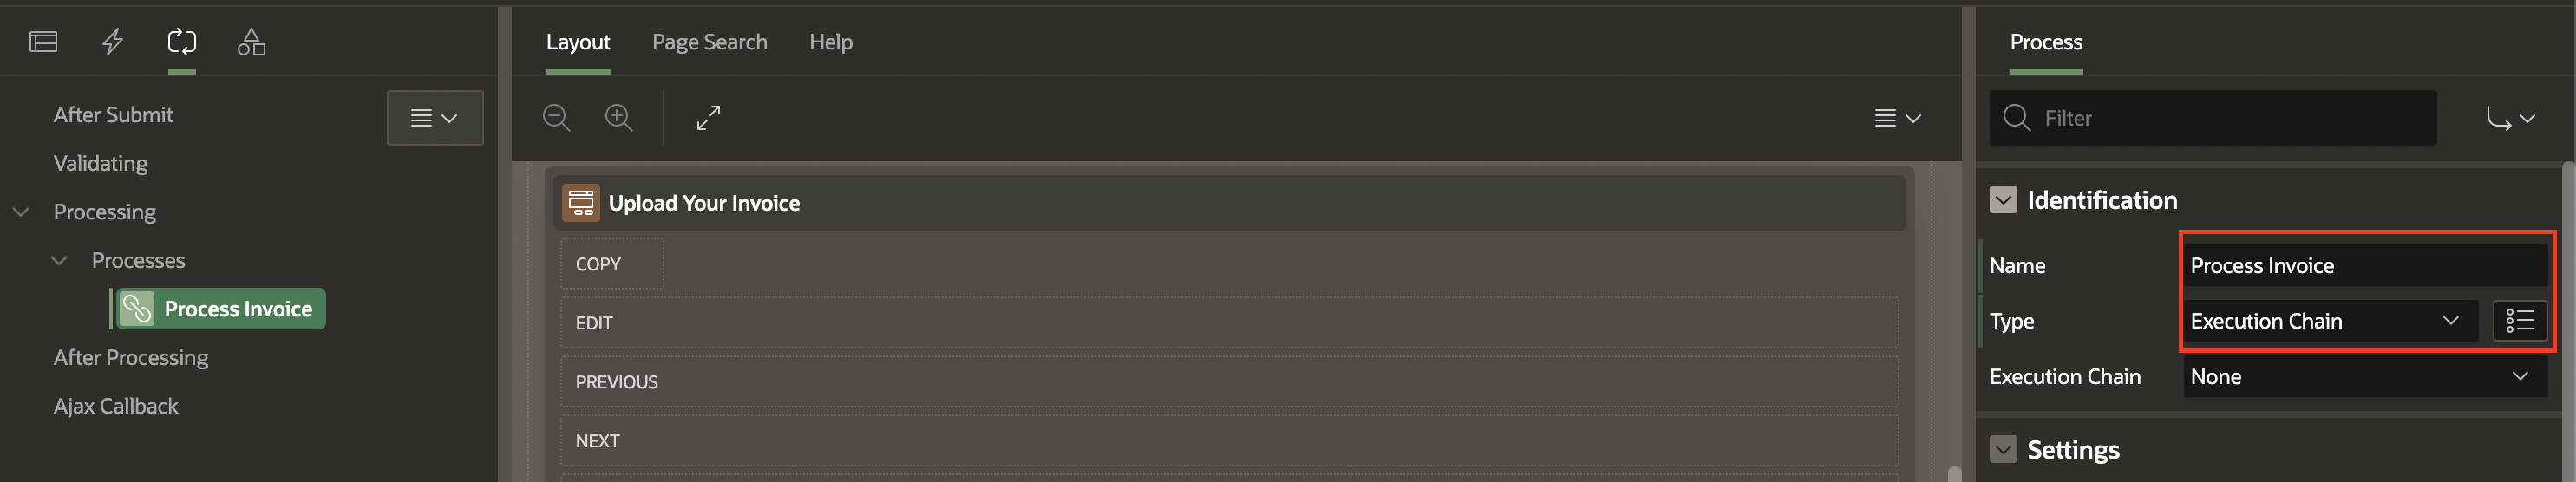 After Submit
Validating
Processing
Processes
Process Invoice
After Processing
Ajax Callback
Layout Page Search Help
Upload Your Invoice
COPY
EDIT
PREVIOUS
NEXT
Process
Filter
Identification
Name Process Invoice
Type Execution Chain
Execution Chain None
Settings